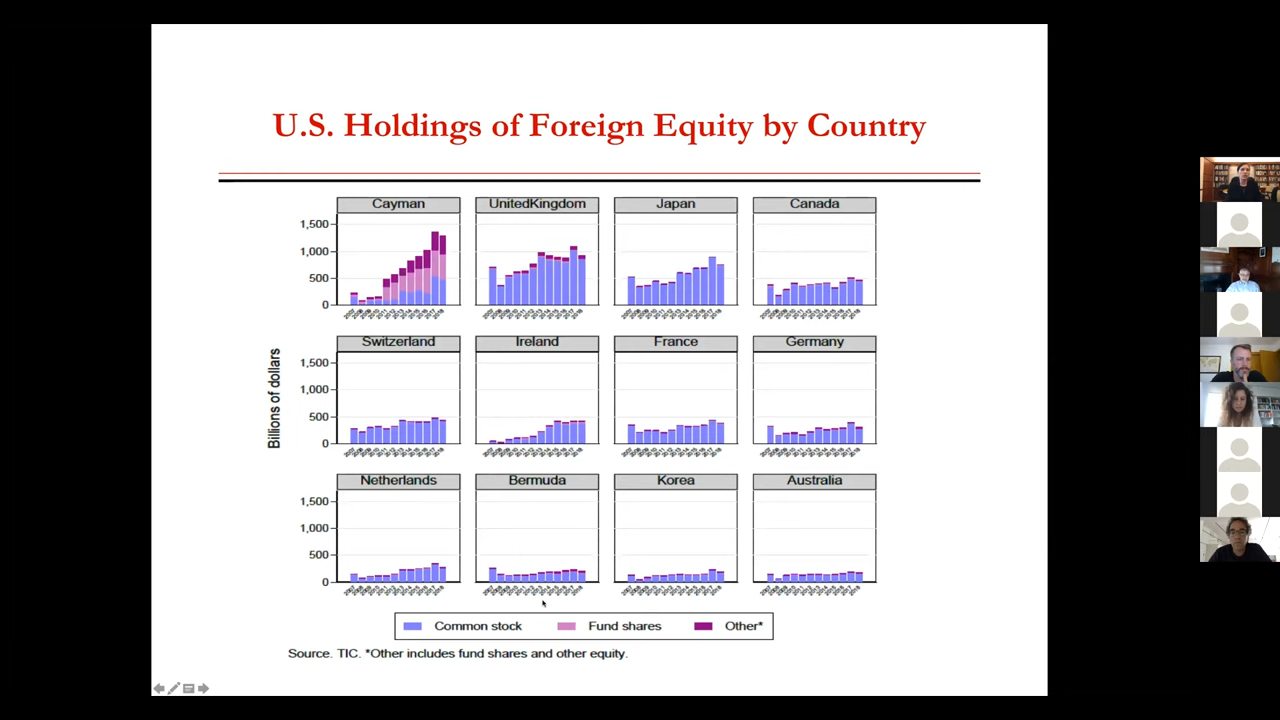 U.S. Holdings of Foreign Equity by Country
Cayman
UnitedKingdom
Japan
Canada
1,500
1,000
500
0
Switzerland
Ireland
France
Germany
1,500
1,000
500
0
Netherlands
Bermuda
Korea
Australia
1,500
1,000
500
0
Billions of dollars
Common stock
Fund shares
Other*
Source. TIC. *Other includes fund shares and other equity.